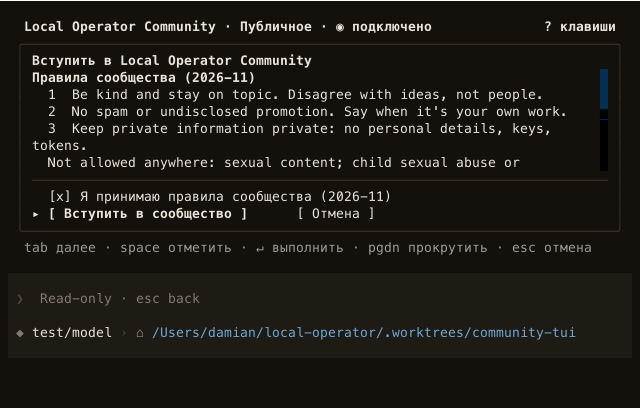 Local Operator Community · Публичное · ◉ подключено ? клавиши
Вступить в Local Operator Community
Правила сообщества (2026-11)
1 Be kind and stay on topic. Disagree with ideas, not people.
2 No spam or undisclosed promotion. Say when it's your own work.
3 Keep private information private: no personal details, keys,
tokens.
Not allowed anywhere: sexual content; child sexual abuse or
[x] Я принимаю правила сообщества (2026-11)
▸ [ Вступить в сообщество ] [ Отмена ]
tab далее · space отметить · ↵ выполнить · pgdn прокрутить · esc отмена
❯ Read-only · esc back
◆ test/model › ⌂ /Users/damian/local-operator/.worktrees/community-tui